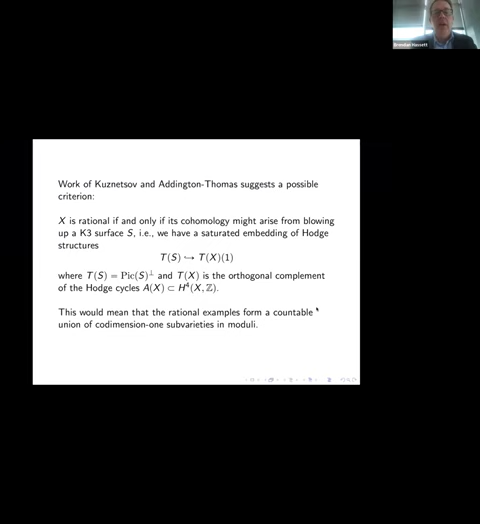 Brendan Hassett
Work of Kuznetsov and Addington-Thomas suggests a possible
criterion:
X is rational if and only if its cohomology might arise from blowing
up a K3 surface S, i.e., we have a saturated embedding of Hodge
structures
T(S) ↪ T(X)(1)
where T(S) = Pic(S)⊥ and T(X) is the orthogonal complement
of the Hodge cycles A(X) ⊂ H⁴(X, ℤ).
This would mean that the rational examples form a countable
union of codimension-one subvarieties in moduli.